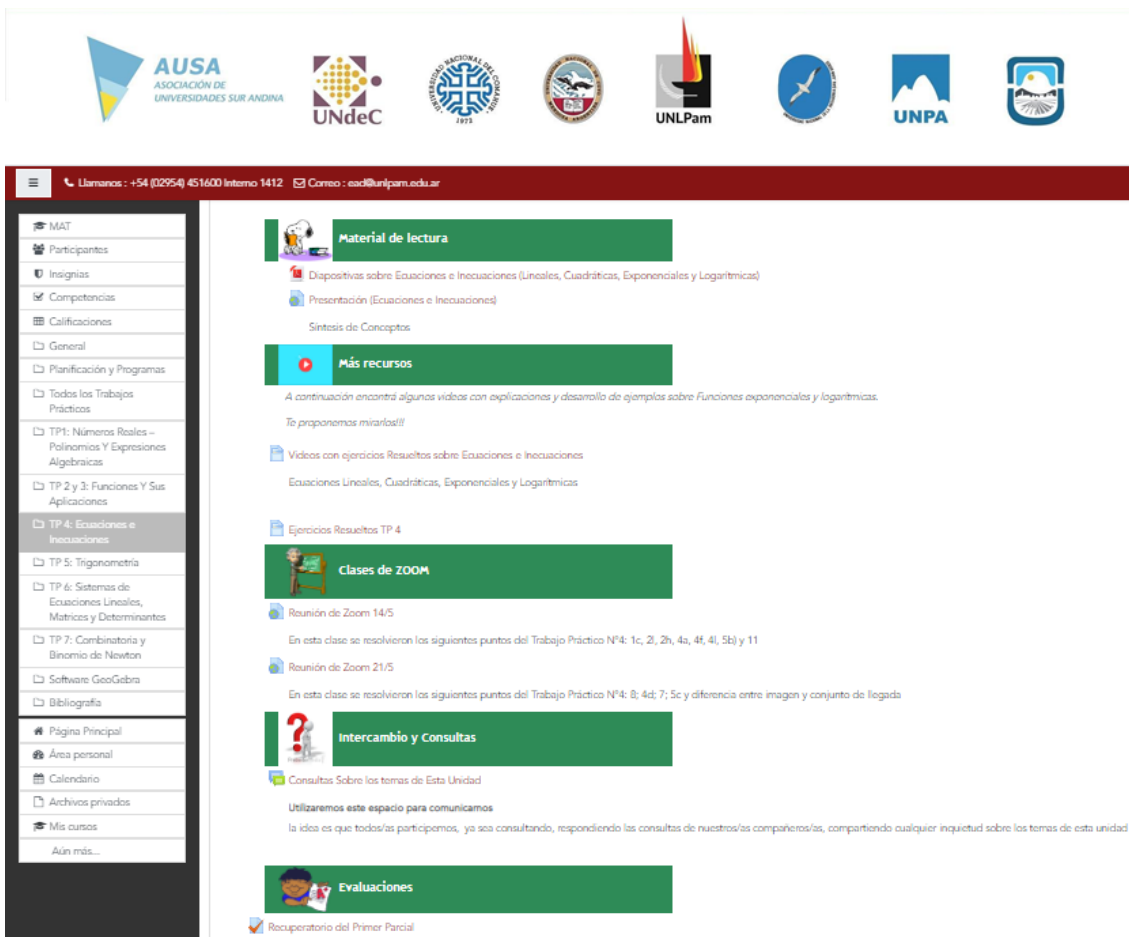 AUSA
ASOCIACIÓN DE
UNIVERSIDADES SUR ANDINA
UNdeC
UNIVERSIDAD NACIONAL DEL COMAHUE
1972
UNLPam
UNPA
Llamanos : +54 (02954) 451600 Interno 1412 Correo : ead@unlpam.edu.ar
MAT
Participantes
Insignias
Competencias
Calificaciones
General
Planificación y Programas
Todos los Trabajos
Prácticos
TP1: Números Reales –
Polinomios Y Expresiones
Algebraicas
TP 2 y 3: Funciones Y Sus
Aplicaciones
TP 4: Ecuaciones e
Inecuaciones
TP 5: Trigonometría
TP 6: Sistemas de
Ecuaciones Lineales,
Matrices y Determinantes
TP 7: Combinatoria y
Binomio de Newton
Software GeoGebra
Bibliografía
Página Principal
Área personal
Calendario
Archivos privados
Mis cursos
Aún más...
Material de lectura
Diapositivas sobre Ecuaciones e Inecuaciones (Lineales, Cuadráticas, Exponenciales y Logarítmicas)
Presentación (Ecuaciones e Inecuaciones)
Síntesis de Conceptos
Más recursos
A continuación encontrá algunos videos con explicaciones y desarrollo de ejemplos sobre Funciones exponenciales y logarítmicas.
Te proponemos mirarlos!!!
Videos con ejercicios Resueltos sobre Ecuaciones e Inecuaciones
Ecuaciones Lineales, Cuadráticas, Exponenciales y Logarítmicas
Ejercicios Resueltos TP 4
Clases de ZOOM
Reunión de Zoom 14/5
En esta clase se resolvieron los siguientes puntos del Trabajo Práctico N°4: 1c, 2l, 2h, 4a, 4f, 4l, 5b) y 11
Reunión de Zoom 21/5
En esta clase se resolvieron los siguientes puntos del Trabajo Práctico N°4: 8; 4d; 7; 5c y diferencia entre imagen y conjunto de llegada
Intercambio y Consultas
Consultas Sobre los temas de Esta Unidad
Utilizaremos este espacio para comunicarnos
la idea es que todos/as participemos, ya sea consultando, respondiendo las consultas de nuestros/as compañeros/as, compartiendo cualquier inquietud sobre los temas de esta unidad
Evaluaciones
Recuperatorio del Primer Parcial